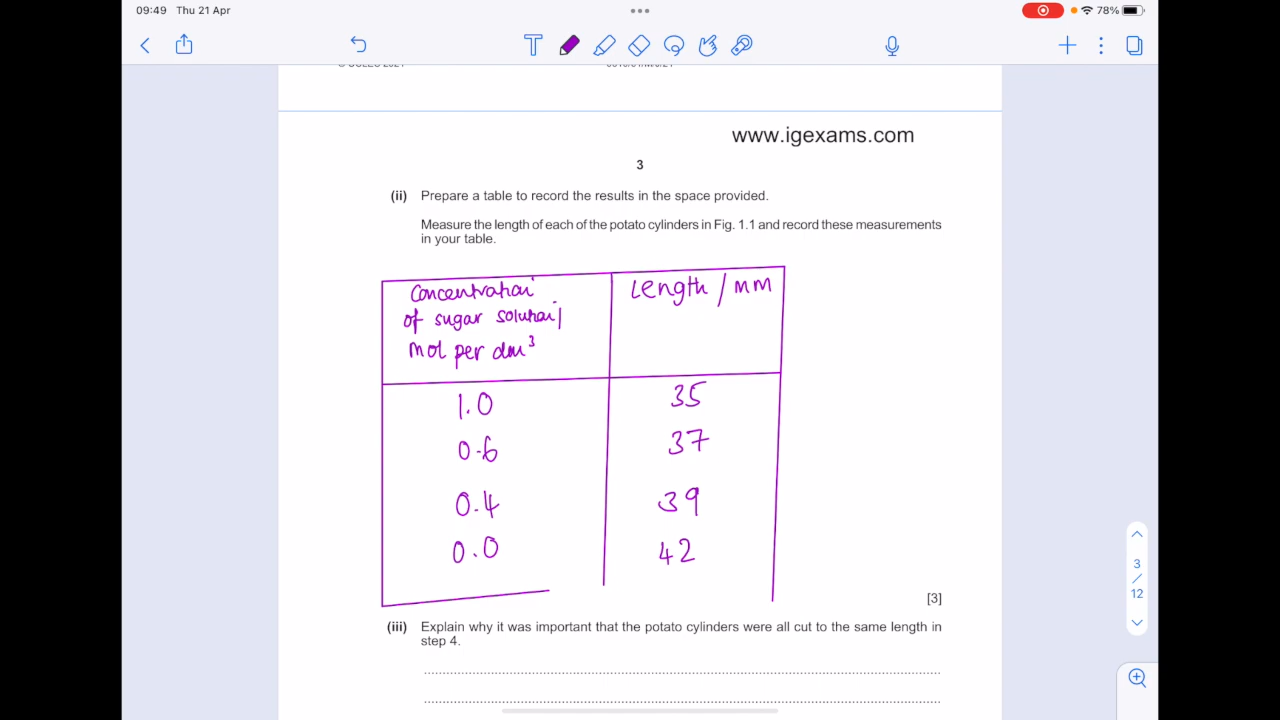 09:49 Thu 21 Apr
78%
www.igexams.com
3
(ii) Prepare a table to record the results in the space provided.
Measure the length of each of the potato cylinders in Fig. 1.1 and record these measurements
in your table.
Concentration Length / mm
of sugar solution /
mol per dm³
1.0 35
0.6 37
0.4 39
0.0 42
[3]
(iii) Explain why it was important that the potato cylinders were all cut to the same length in
step 4.
3
/
12